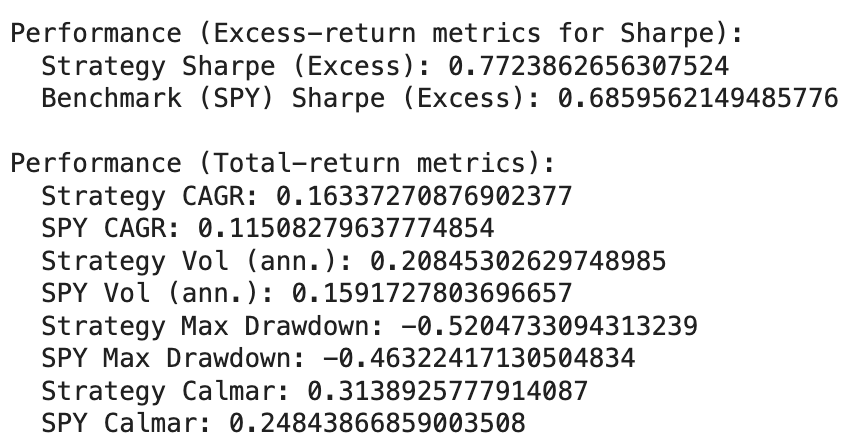 Performance (Excess-return metrics for Sharpe):
Strategy Sharpe (Excess): 0.7723862656307524
Benchmark (SPY) Sharpe (Excess): 0.6859562149485776
Performance (Total-return metrics):
Strategy CAGR: 0.16337270876902377
SPY CAGR: 0.11508279637774854
Strategy Vol (ann.): 0.20845302629748985
SPY Vol (ann.): 0.1591727803696657
Strategy Max Drawdown: -0.5204733094313239
SPY Max Drawdown: -0.46322417130504834
Strategy Calmar: 0.3138925777914087
SPY Calmar: 0.24843866859003508